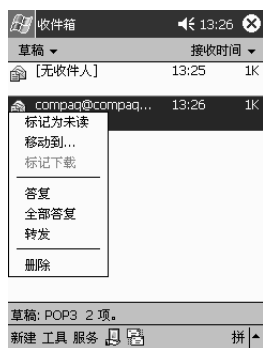 收件箱 13:26
草稿 接收时间
[无收件人] 13:25 1K
compaq@compaq... 13:26 1K
标记为未读
移动到...
标记下载
答复
全部答复
转发
删除
草稿: POP3 2 项。
新建 工具 服务 拼